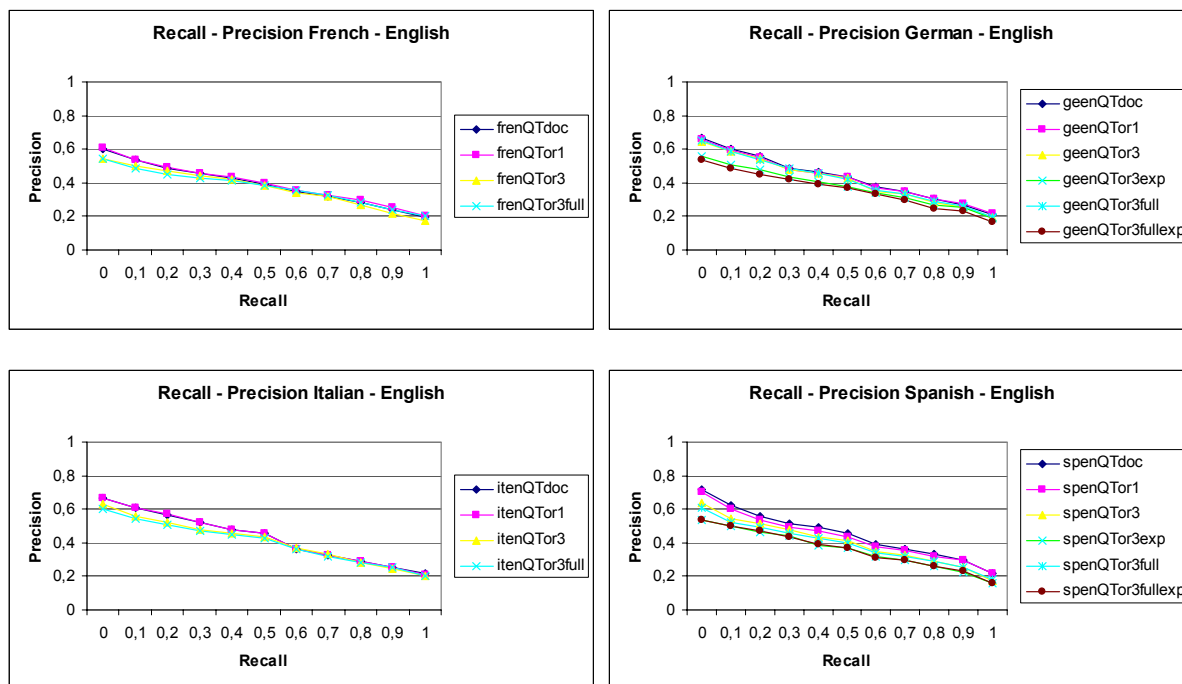 Recall - Precision French - English
1
0,8
0,6
0,4
0,2
0
Precision
0 0,1 0,2 0,3 0,4 0,5 0,6 0,7 0,8 0,9 1
Recall
frenQTdoc
frenQTor1
frenQTor3
frenQTor3full
Recall - Precision German - English
1
0,8
0,6
0,4
0,2
0
Precision
0 0,1 0,2 0,3 0,4 0,5 0,6 0,7 0,8 0,9 1
Recall
geenQTdoc
geenQTor1
geenQTor3
geenQTor3exp
geenQTor3full
geenQTor3fullexp
Recall - Precision Italian - English
1
0,8
0,6
0,4
0,2
0
Precision
0 0,1 0,2 0,3 0,4 0,5 0,6 0,7 0,8 0,9 1
Recall
itenQTdoc
itenQTor1
itenQTor3
itenQTor3full
Recall - Precision Spanish - English
1
0,8
0,6
0,4
0,2
0
Precision
0 0,1 0,2 0,3 0,4 0,5 0,6 0,7 0,8 0,9 1
Recall
spenQTdoc
spenQTor1
spenQTor3
spenQTor3exp
spenQTor3full
spenQTor3fullexp